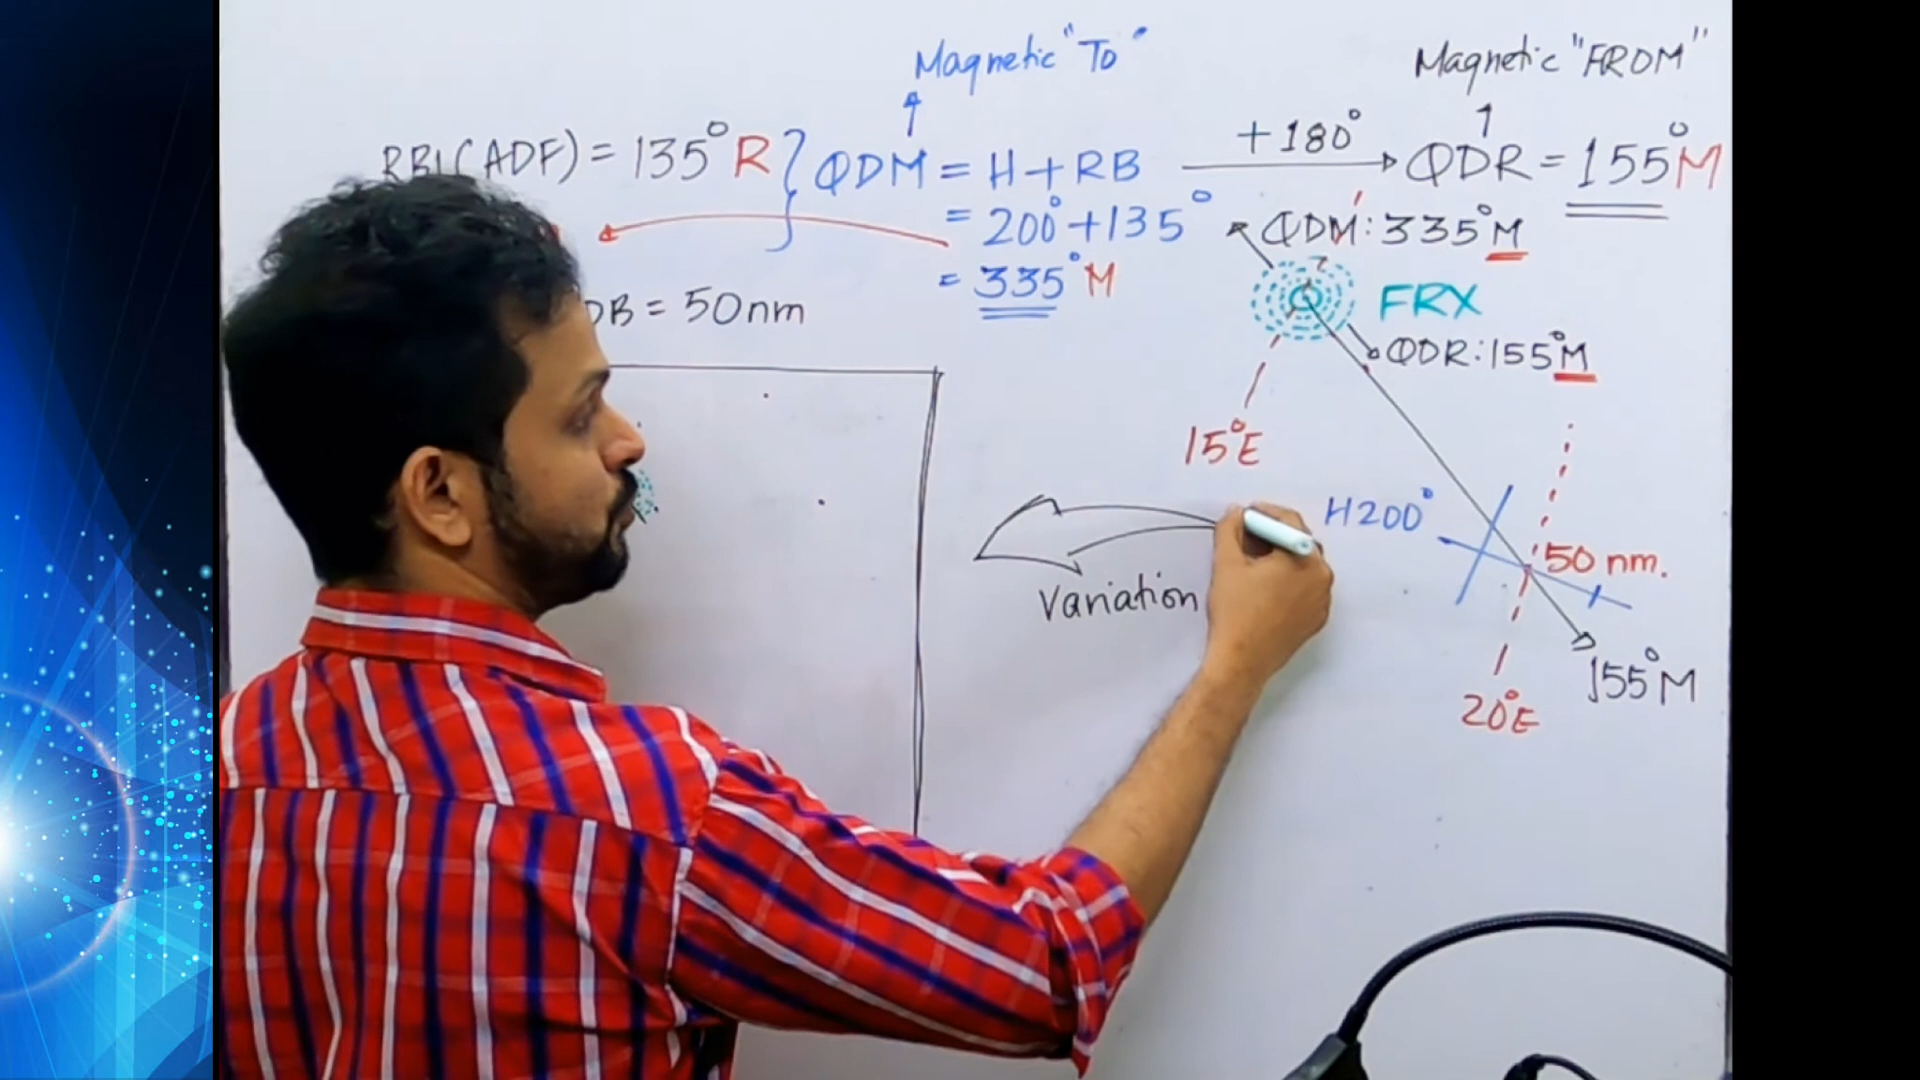 Magnetic "To"
Magnetic "FROM"
RBI(ADF) = 135°R } QDM = H+RB
+180°
QDR = 155°M
= 200°+135°
= 335°M
QDM: 335°M
FRX
DB = 50nm
QDR: 155°M
15°E
H200°
50 nm.
Variation
155°M
20°E